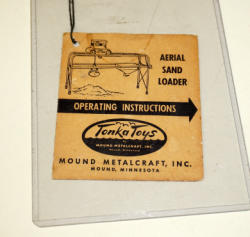 AERIAL
SAND
LOADER
OPERATING INSTRUCTIONS
Tonka Toys
MOUND METALCRAFT, INC.
MOUND METALCRAFT, INC.
MOUND, MINNESOTA